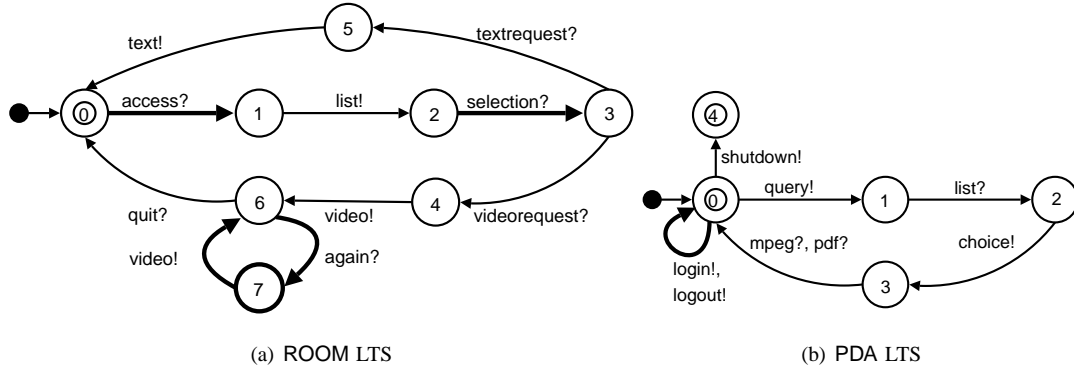 5
text!
textrequest?
0
access?
1
list!
2
selection?
3
4
shutdown!
quit?
6
video!
4
videorequest?
0
query!
1
list?
2
video!
again?
mpeg?, pdf?
choice!
7
login!,
logout!
3
(a) ROOM LTS
(b) PDA LTS